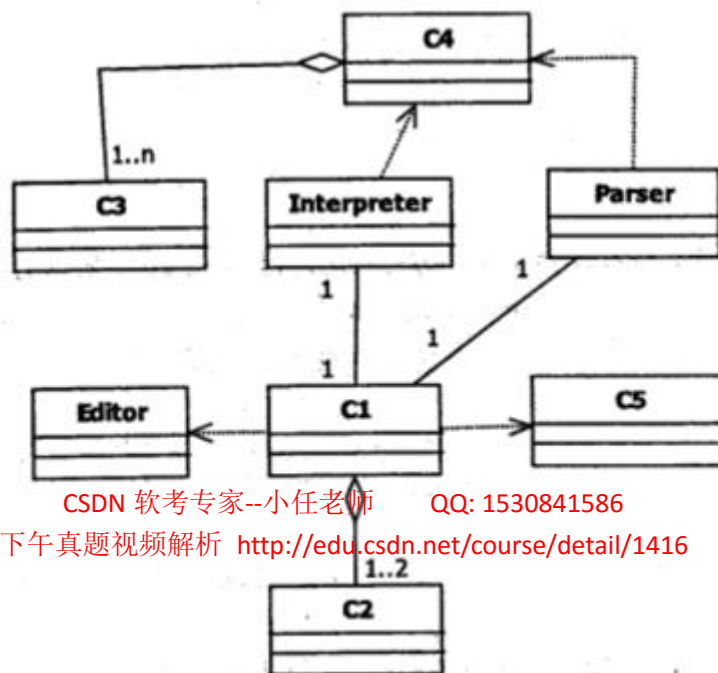 C4
1..n
C3
Interpreter
Parser
1
1
1
1
Editor
C1
C5
CSDN 软考专家--小任老师 QQ: 1530841586
下午真题视频解析 http://edu.csdn.net/course/detail/1416
1..2
C2